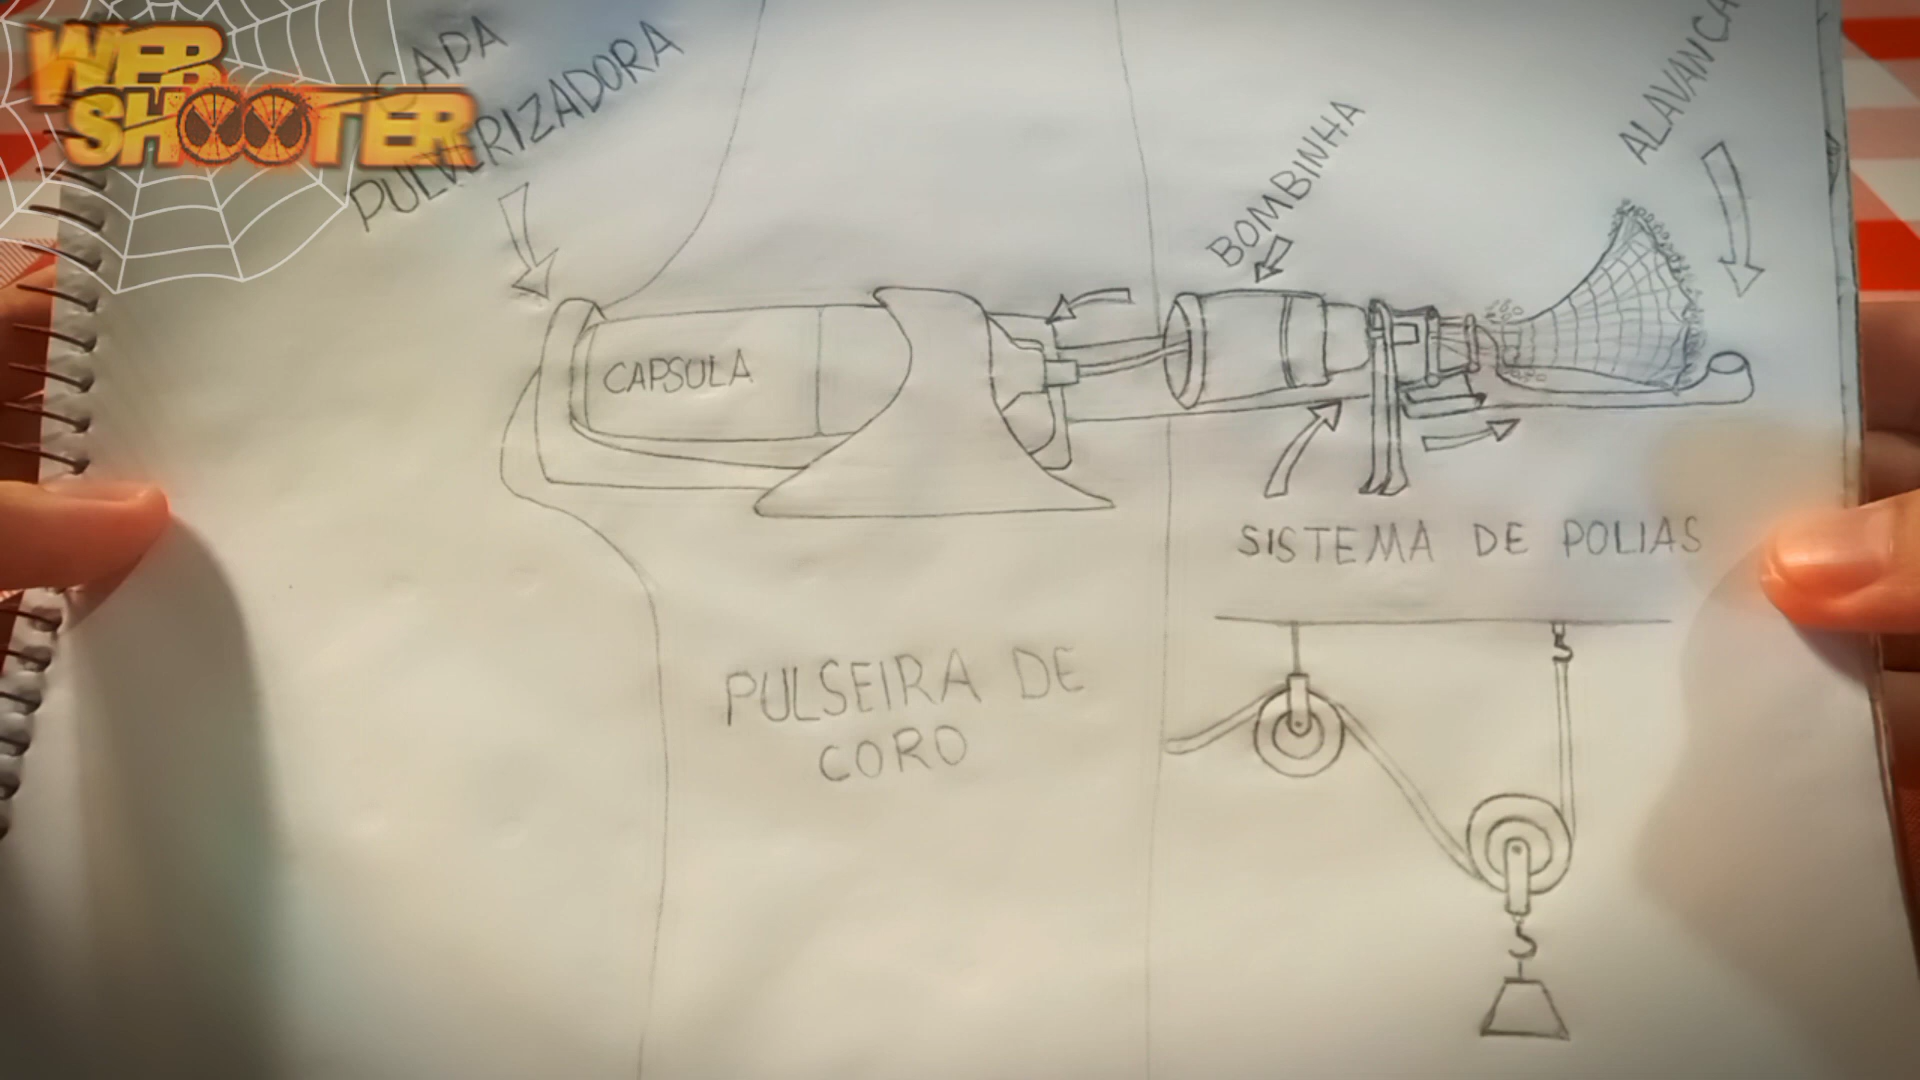 WEB
SHOOTER
CAPA
PULVERIZADORA
BOMBINHA
ALAVANCA
CAPSULA
SISTEMA DE POLIAS
PULSEIRA DE
CORO